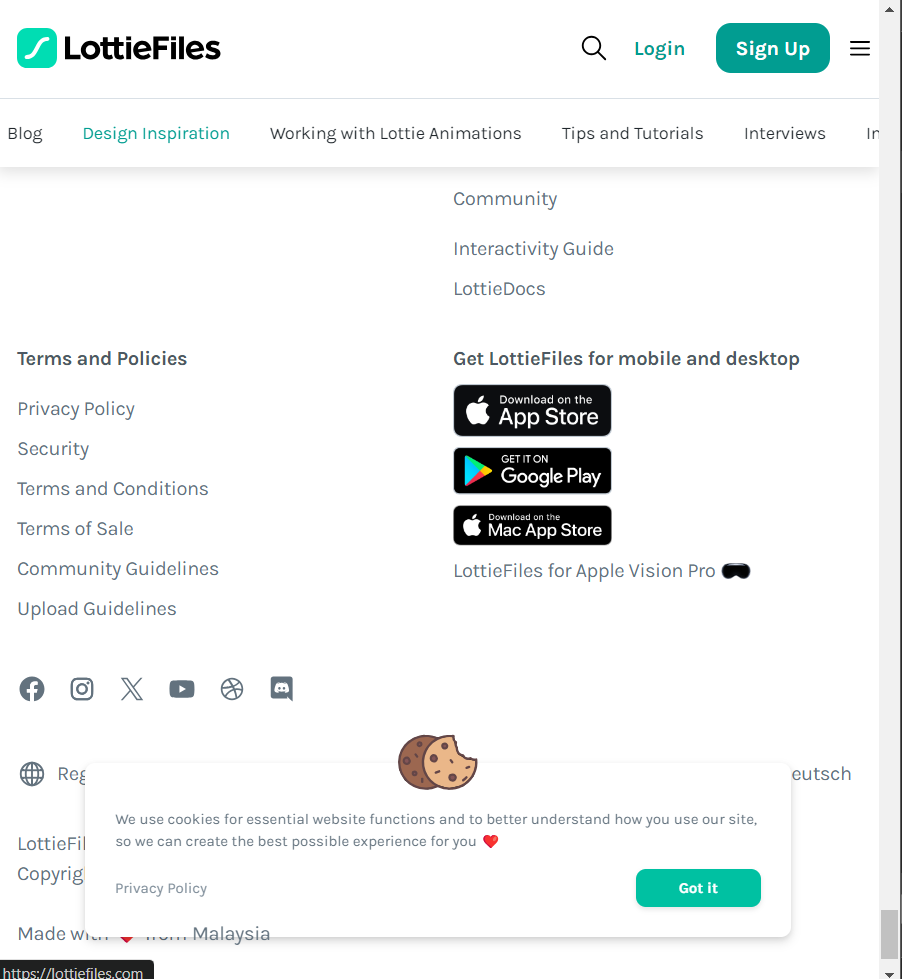 LottieFiles
Login
Sign Up
Blog
Design Inspiration
Working with Lottie Animations
Tips and Tutorials
Interviews
Community
Interactivity Guide
LottieDocs
Terms and Policies
Privacy Policy
Security
Terms and Conditions
Terms of Sale
Community Guidelines
Upload Guidelines
Get LottieFiles for mobile and desktop
Download on the
App Store
GET IT ON
Google Play
Download on the
Mac App Store
LottieFiles for Apple Vision Pro
We use cookies for essential website functions and to better understand how you use our site,
so we can create the best possible experience for you ❤️
Privacy Policy
Got it
Made with ❤️ from Malaysia
https://lottiefiles.com